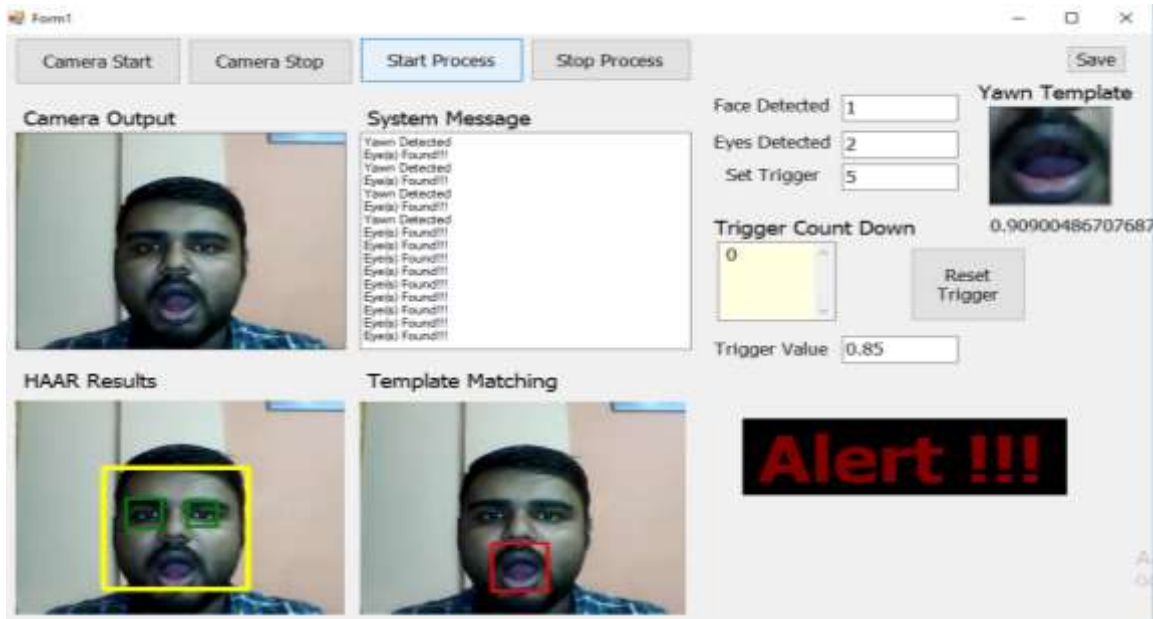 Form1
Camera Start
Camera Stop
Start Process
Stop Process
Save
Camera Output
System Message
Yawn Detected
Eye(s) Found!!!
Yawn Detected
Eye(s) Found!!!
Yawn Detected
Eye(s) Found!!!
Yawn Detected
Eye(s) Found!!!
Eye(s) Found!!!
Eye(s) Found!!!
Eye(s) Found!!!
Eye(s) Found!!!
Eye(s) Found!!!
Eye(s) Found!!!
Eye(s) Found!!!
Eye(s) Found!!!
Face Detected 1
Eyes Detected 2
Set Trigger 5
Yawn Template
0.90900486707687
Trigger Count Down
0
Reset
Trigger
Trigger Value 0.85
HAAR Results
Template Matching
Alert !!!